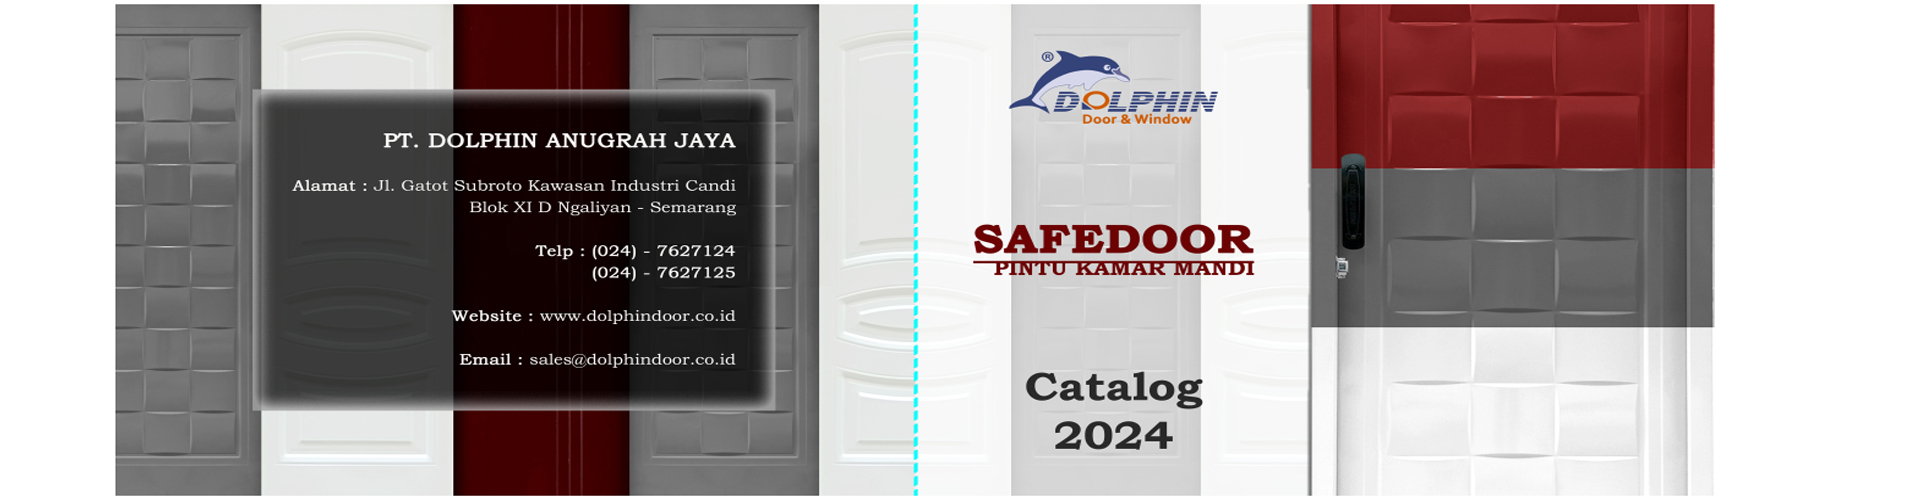 PT. DOLPHIN ANUGRAH JAYA
Alamat : Jl. Gatot Subroto Kawasan Industri Candi
Blok XI D Ngaliyan - Semarang
Telp : (024) - 7627124
(024) - 7627125
Website : www.dolphindoor.co.id
Email : sales@dolphindoor.co.id
®
DOLPHIN
Door & Window
SAFEDOOR
PINTU KAMAR MANDI
Catalog
2024